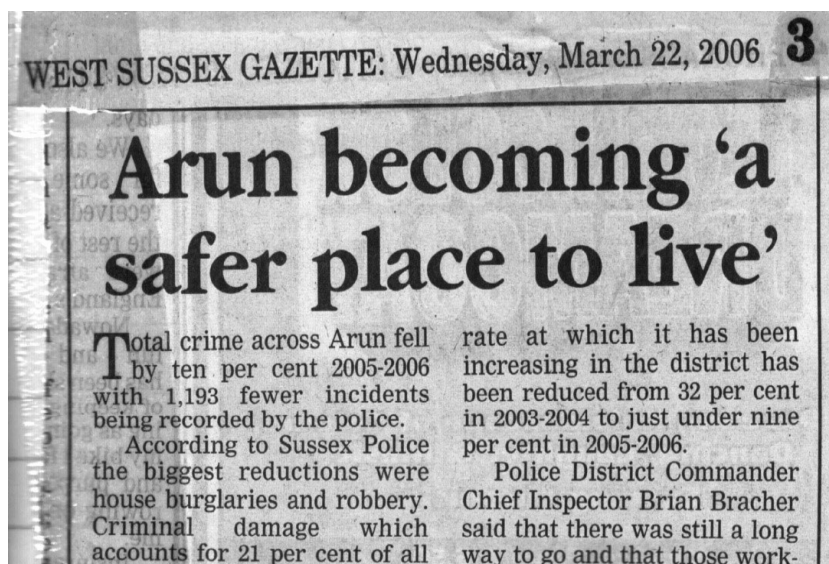 WEST SUSSEX GAZETTE: Wednesday, March 22, 2006 3
Arun becoming ‘a
safer place to live’
Total crime across Arun fell
by ten per cent 2005-2006
with 1,193 fewer incidents
being recorded by the police.
According to Sussex Police
the biggest reductions were
house burglaries and robbery.
Criminal damage which
accounts for 21 per cent of all
rate at which it has been
increasing in the district has
been reduced from 32 per cent
in 2003-2004 to just under nine
per cent in 2005-2006.
Police District Commander
Chief Inspector Brian Bracher
said that there was still a long
way to go and that those work-